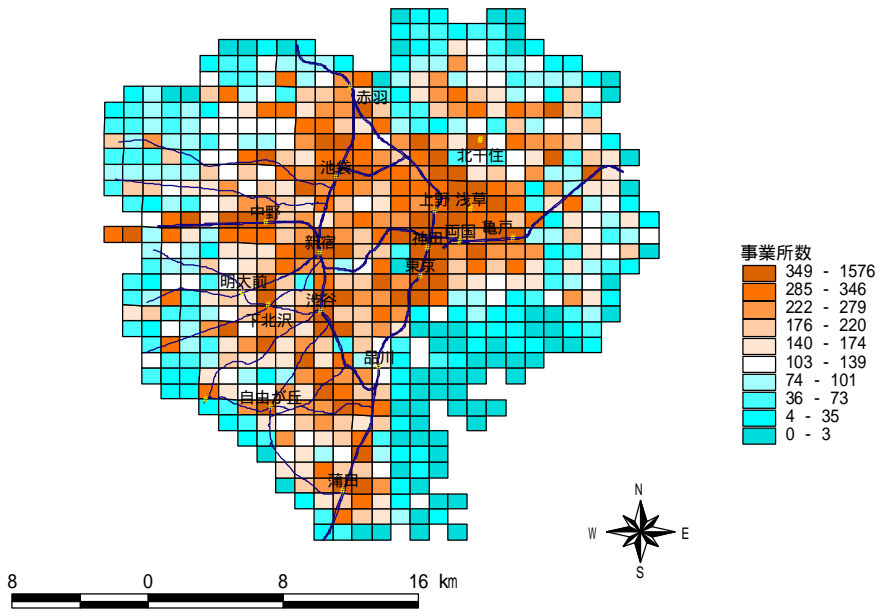 赤羽
北千住
池袋
上野 浅草
中野
両国 亀戸
神田
新宿
東京
明大前
渋谷
下北沢
品川
自由が丘
蒲田
事業所数
349 - 1576
285 - 346
222 - 279
176 - 220
140 - 174
103 - 139
74 - 101
36 - 73
4 - 35
0 - 3
N
W E
S
8 0 8 16 km